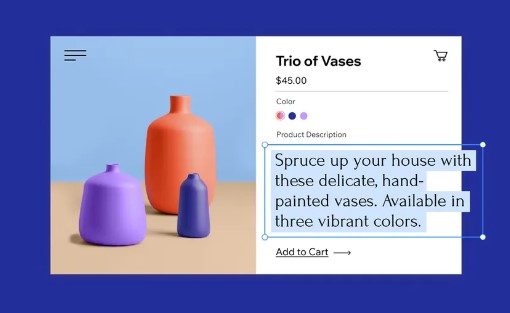 Trio of Vases
$45.00
Color
Product Description
Spruce up your house with
these delicate, hand-
painted vases. Available in
three vibrant colors.
Add to Cart